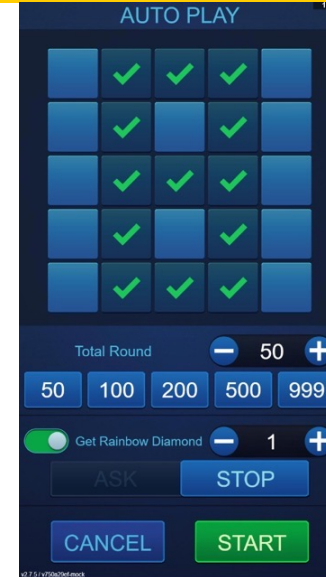 AUTO PLAY
Total Round
50
50 100 200 500 999
Get Rainbow Diamond
1
ASK STOP
CANCEL START